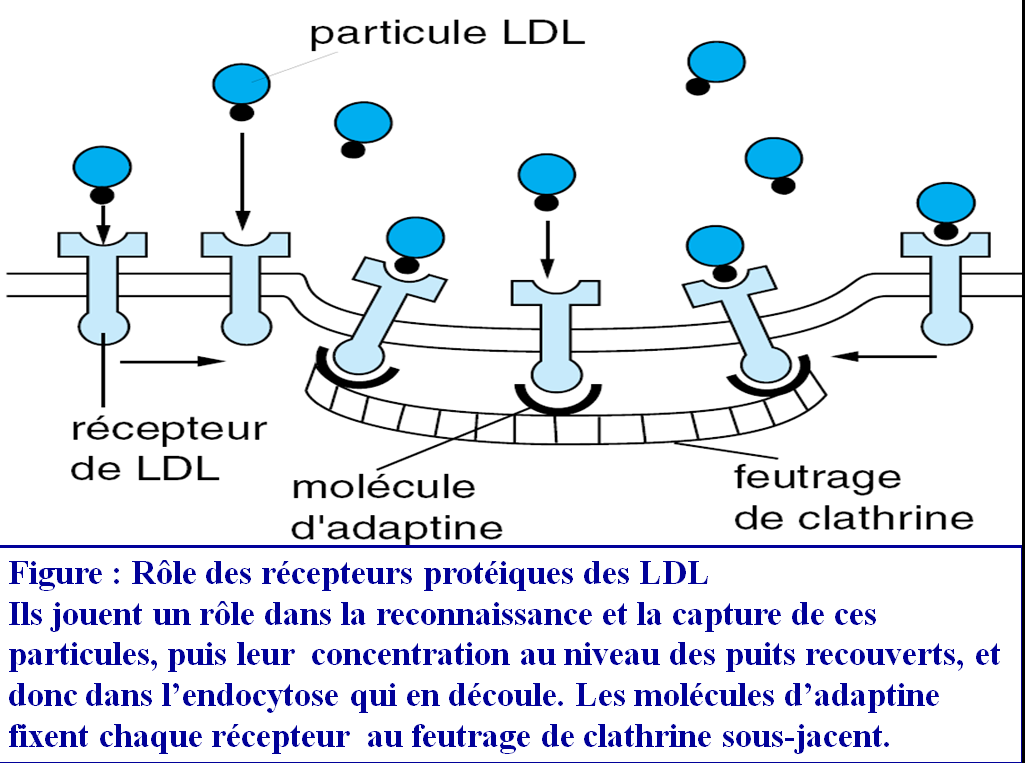 particule LDL
récepteur
de LDL
molécule
d'adaptine
feutrage
de clathrine
Figure : Rôle des récepteurs protéiques des LDL
Ils jouent un rôle dans la reconnaissance et la capture de ces
particules, puis leur concentration au niveau des puits recouverts, et
donc dans l’endocytose qui en découle. Les molécules d’adaptine
fixent chaque récepteur au feutrage de clathrine sous-jacent.